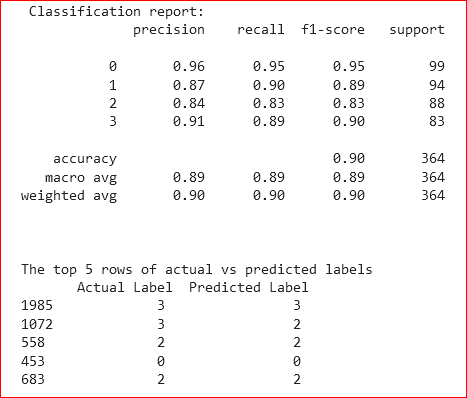 Classification report:
precision recall f1-score support
0 0.96 0.95 0.95 99
1 0.87 0.90 0.89 94
2 0.84 0.83 0.83 88
3 0.91 0.89 0.90 83
accuracy 0.90 364
macro avg 0.89 0.89 0.89 364
weighted avg 0.90 0.90 0.90 364
The top 5 rows of actual vs predicted labels
Actual Label Predicted Label
1985 3 3
1072 3 2
558 2 2
453 0 0
683 2 2